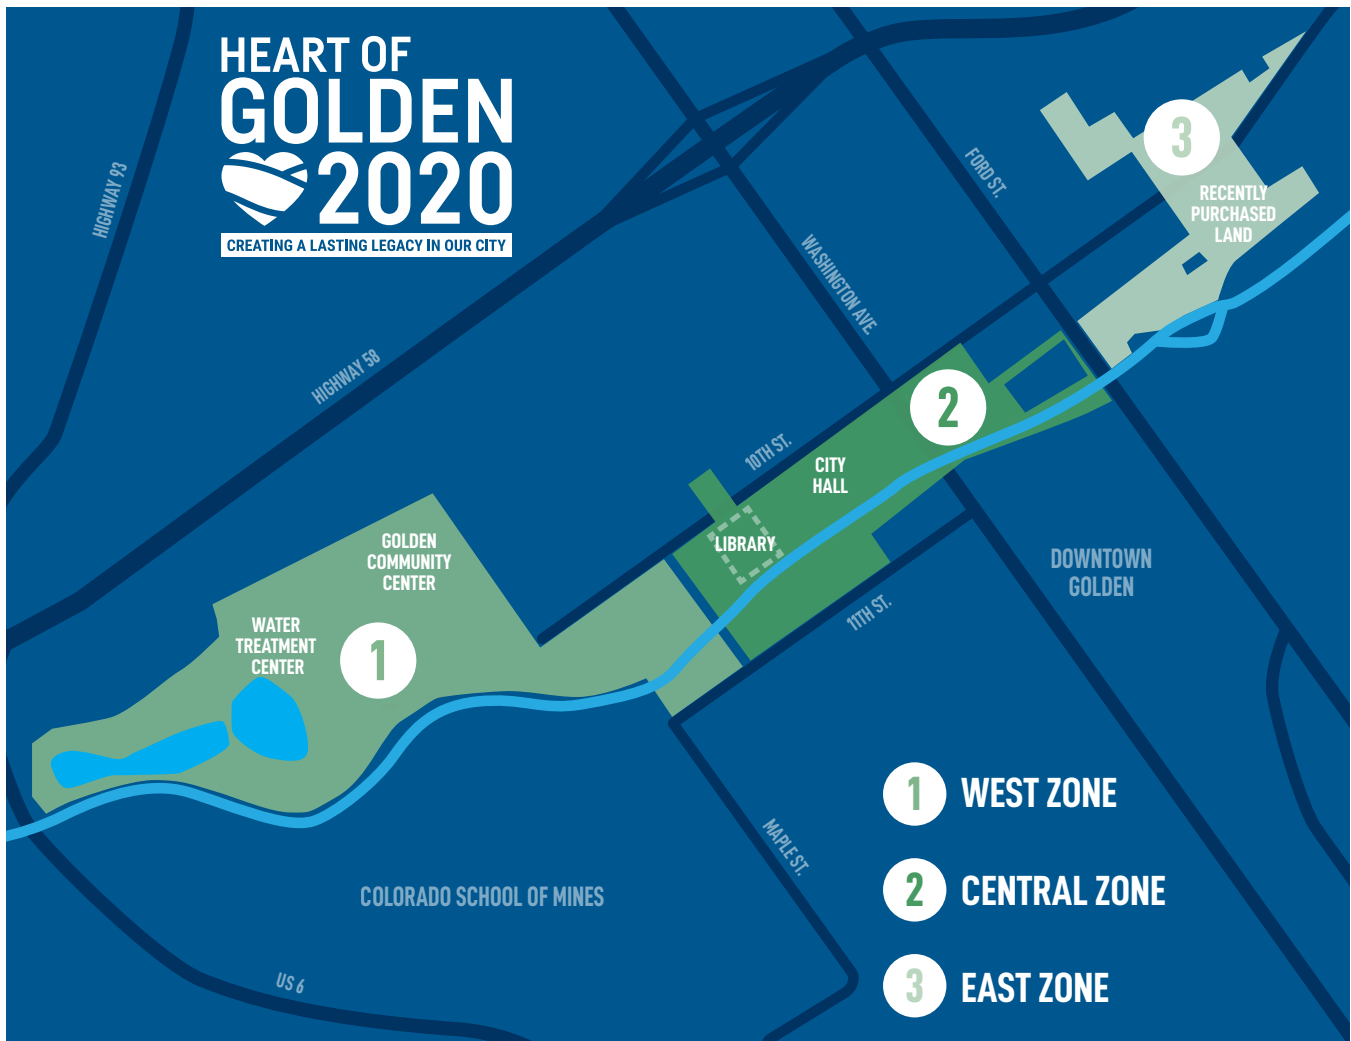 HEART OF
GOLDEN
2020
CREATING A LASTING LEGACY IN OUR CITY
HIGHWAY 93
HIGHWAY 58
WASHINGTON AVE.
FORD ST.
3
RECENTLY
PURCHASED
LAND
2
10TH ST.
CITY
HALL
LIBRARY
11TH ST.
DOWNTOWN
GOLDEN
GOLDEN
COMMUNITY
CENTER
WATER
TREATMENT
CENTER
1
MAPLE ST.
COLORADO SCHOOL OF MINES
US 6
1 WEST ZONE
2 CENTRAL ZONE
3 EAST ZONE